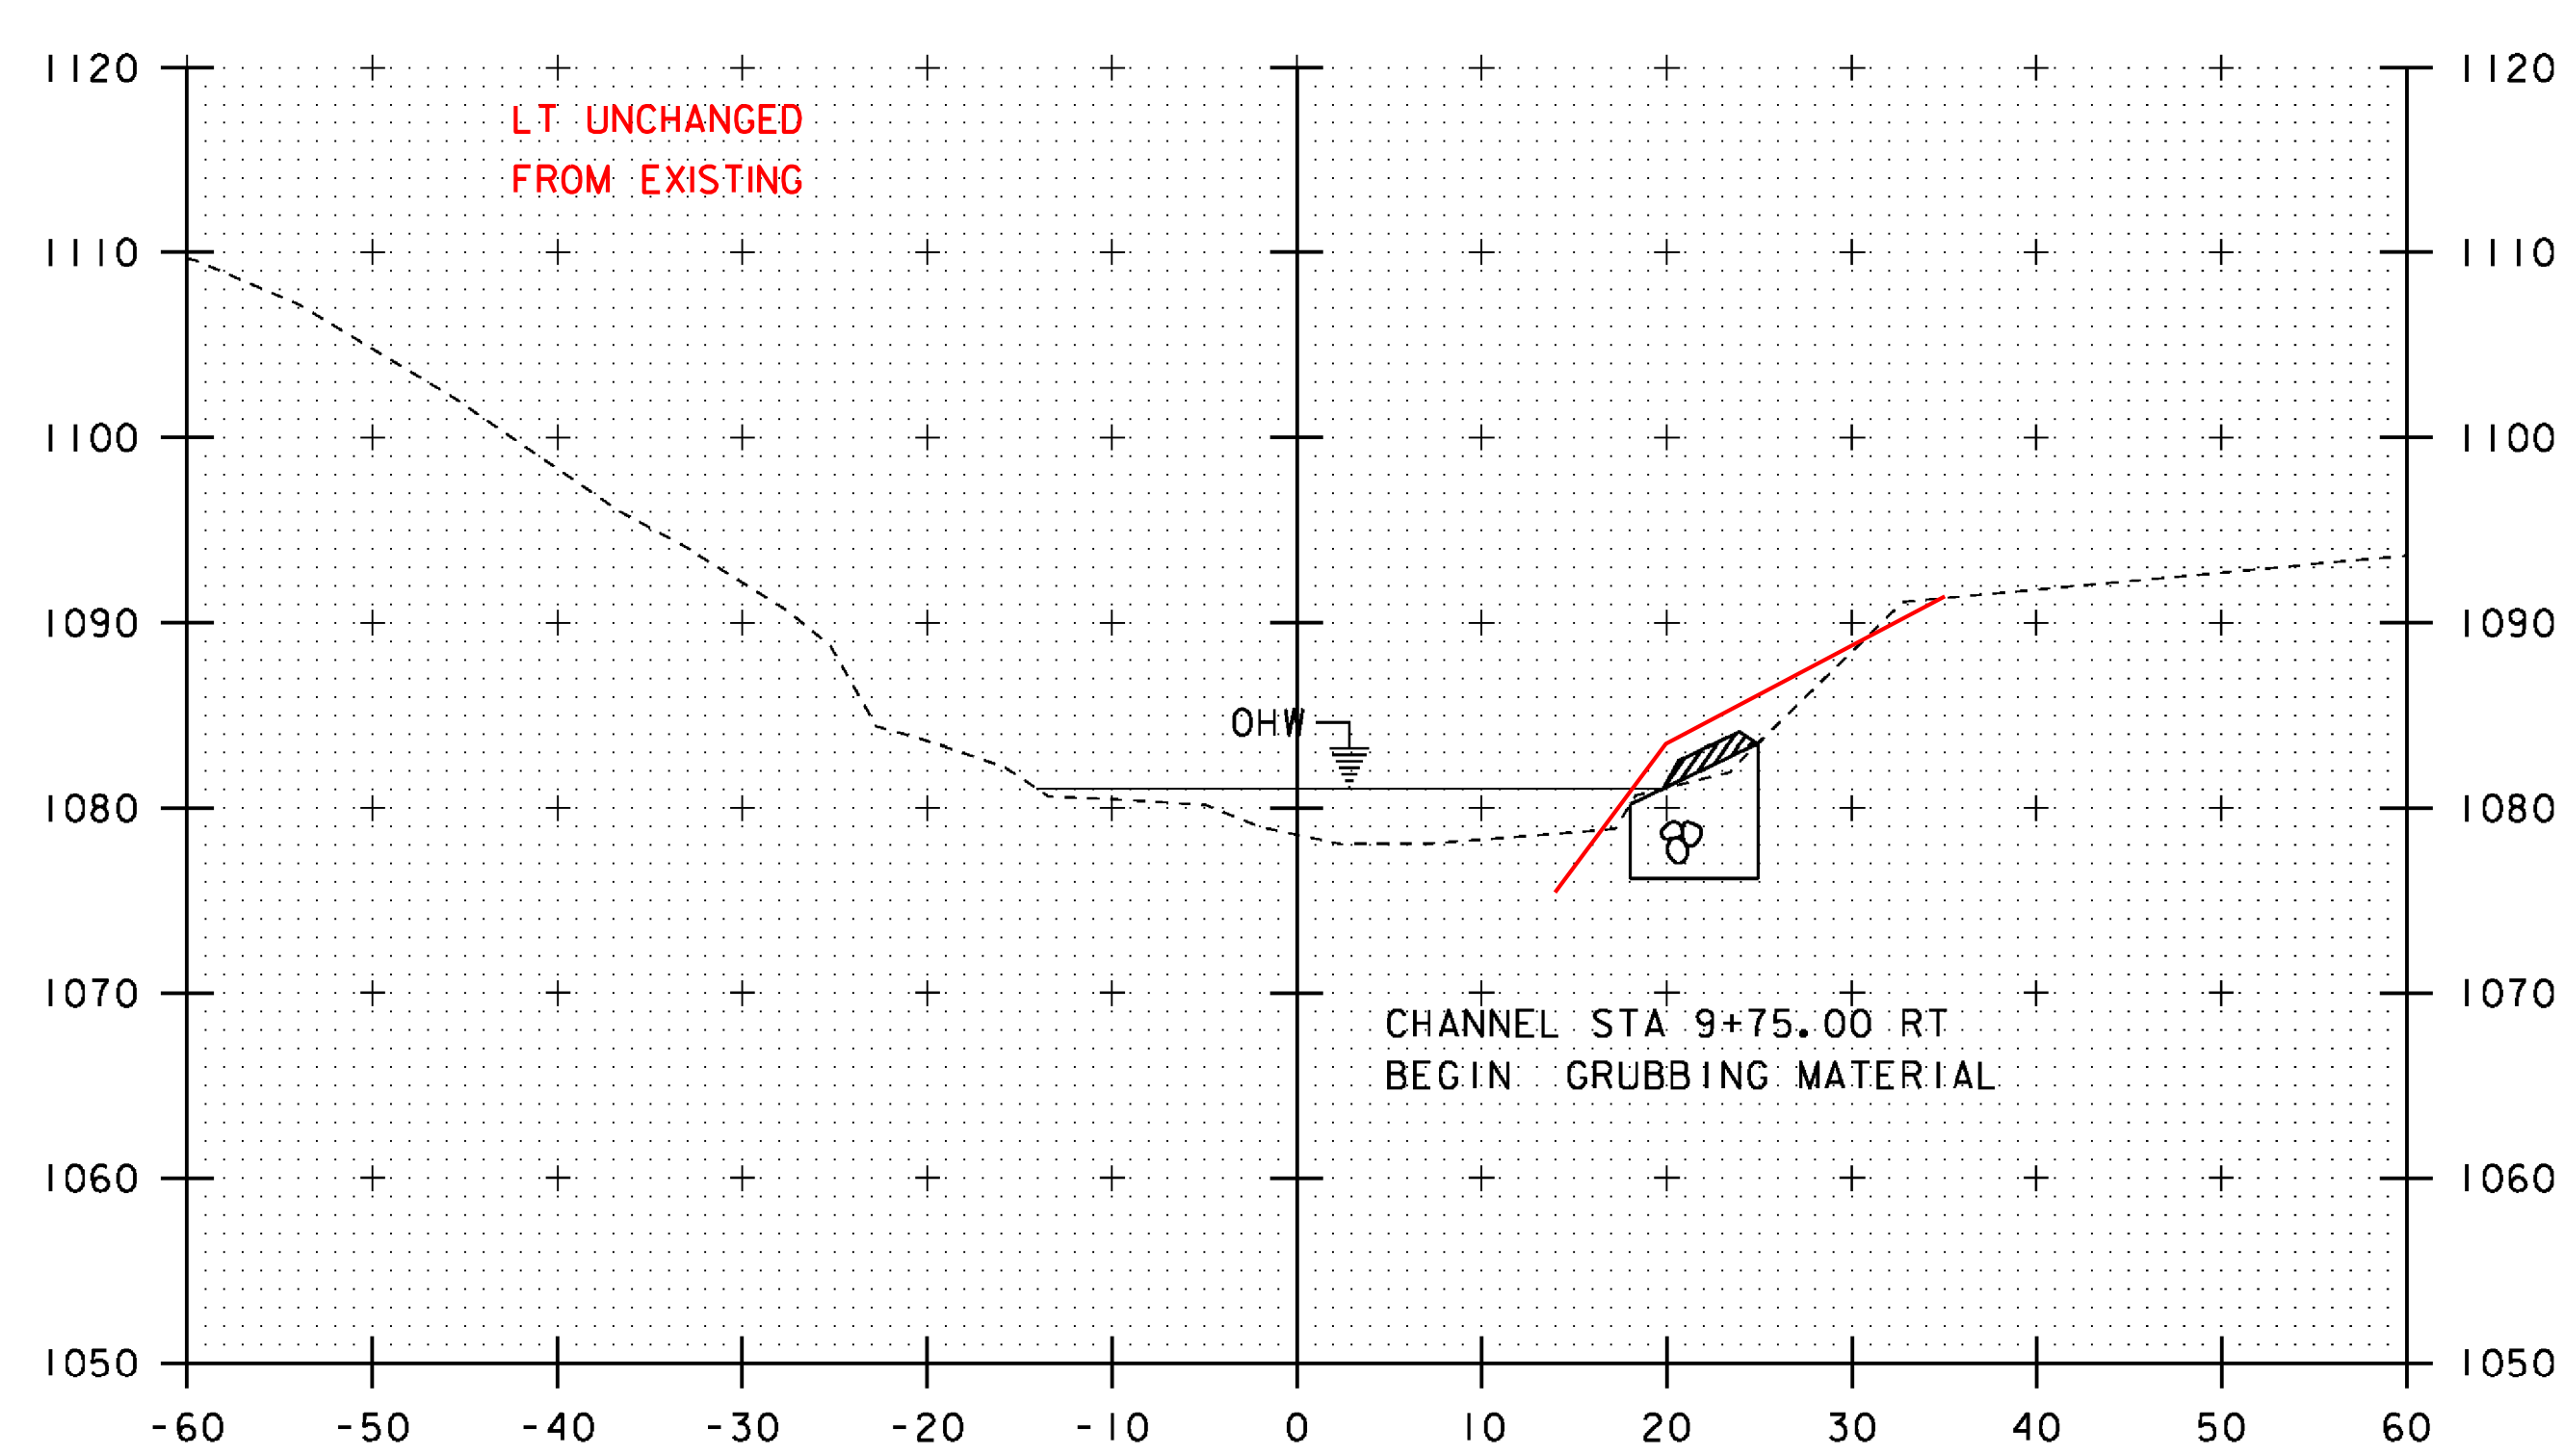 1120 1120
LT UNCHANGED
FROM EXISTING
1110 1110
1100 1100
1090 1090
OHW
1080 1080
1070 1070
CHANNEL STA 9+75.00 RT
BEGIN GRUBBING MATERIAL
1060 1060
1050 1050
-60 -50 -40 -30 -20 -10 0 10 20 30 40 50 60